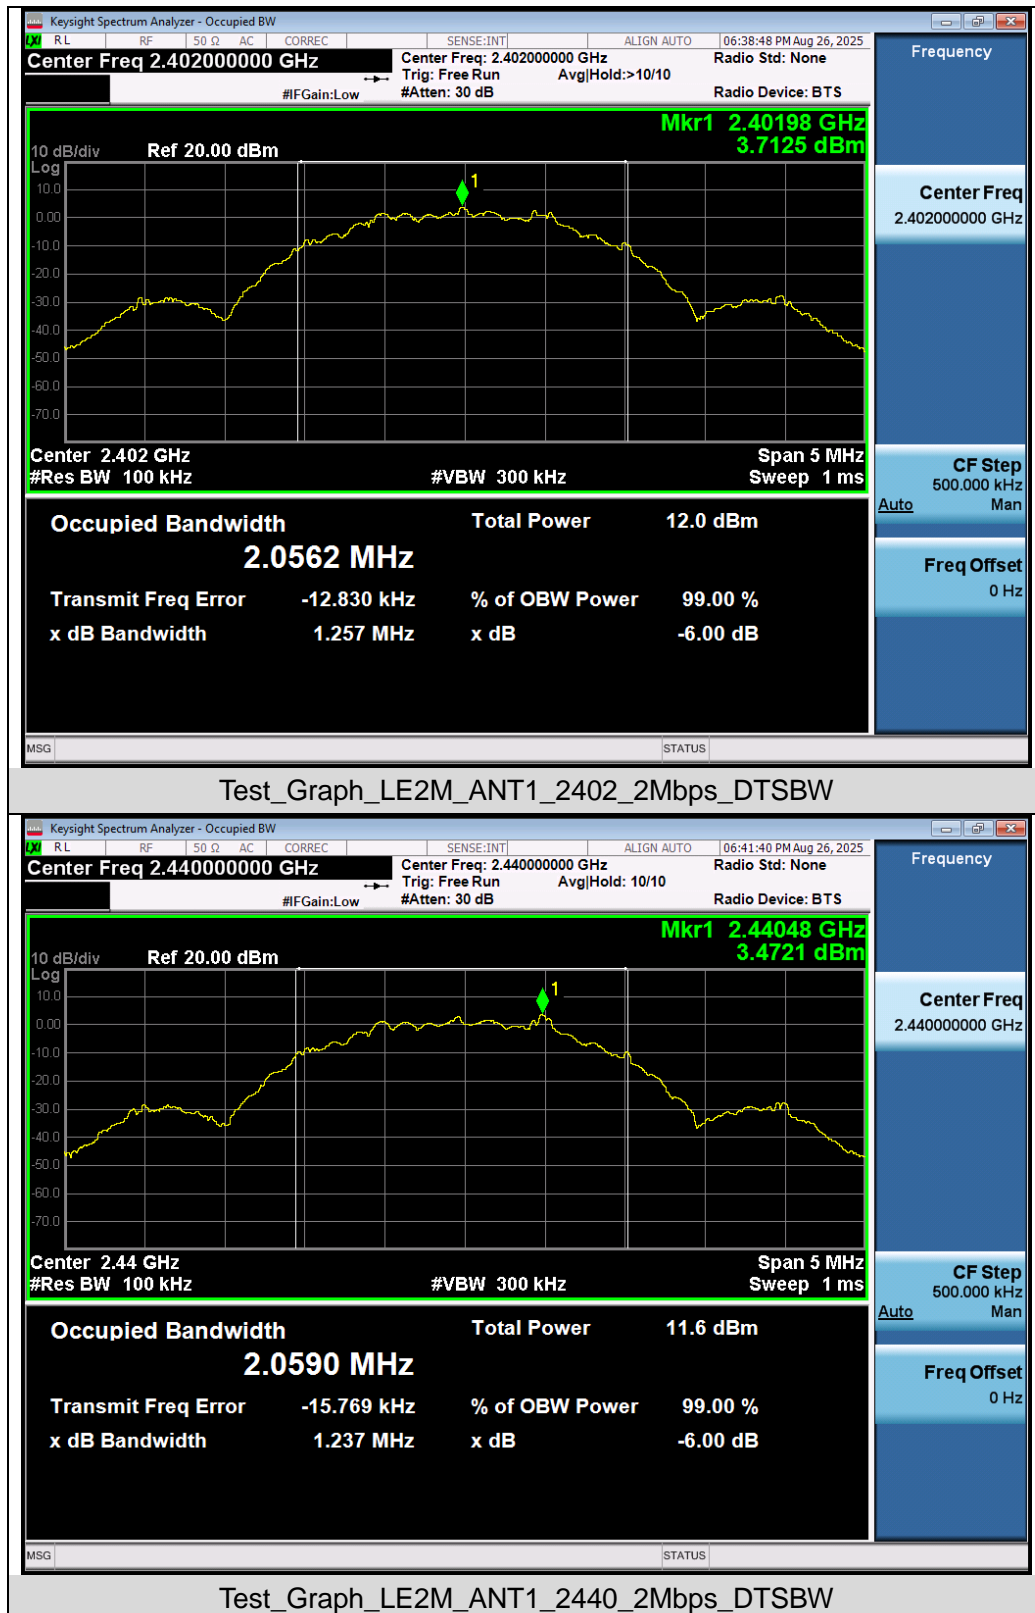 Keysight Spectrum Analyzer - Occupied BW
LXI RL RF 50 Ω AC CORREC SENSE:INT ALIGN AUTO 06:38:48 PM Aug 26, 2025
Center Freq 2.402000000 GHz
Center Freq: 2.402000000 GHz
Radio Std: None
Trig: Free Run Avg|Hold:>10/10
#IFGain:Low
#Atten: 30 dB
Radio Device: BTS
Frequency
Mkr1 2.40198 GHz
3.7125 dBm
10 dB/div Ref 20.00 dBm
Log
1
10.0
0.00
-10.0
-20.0
-30.0
-40.0
-50.0
-60.0
-70.0
Center Freq
2.402000000 GHz
Center 2.402 GHz Span 5 MHz
#Res BW 100 kHz #VBW 300 kHz Sweep 1 ms
CF Step
500.000 kHz
Auto Man
Freq Offset
0 Hz
Occupied Bandwidth Total Power 12.0 dBm
2.0562 MHz
Transmit Freq Error -12.830 kHz % of OBW Power 99.00 %
x dB Bandwidth 1.257 MHz x dB -6.00 dB
MSG STATUS
Test_Graph_LE2M_ANT1_2402_2Mbps_DTSBW
Keysight Spectrum Analyzer - Occupied BW
LXI RL RF 50 Ω AC CORREC SENSE:INT ALIGN AUTO 06:41:40 PM Aug 26, 2025
Center Freq 2.440000000 GHz
Center Freq: 2.440000000 GHz
Radio Std: None
Trig: Free Run Avg|Hold: 10/10
#IFGain:Low
#Atten: 30 dB
Radio Device: BTS
Frequency
Mkr1 2.44048 GHz
3.4721 dBm
10 dB/div Ref 20.00 dBm
Log
1
10.0
0.00
-10.0
-20.0
-30.0
-40.0
-50.0
-60.0
-70.0
Center Freq
2.440000000 GHz
Center 2.44 GHz Span 5 MHz
#Res BW 100 kHz #VBW 300 kHz Sweep 1 ms
CF Step
500.000 kHz
Auto Man
Freq Offset
0 Hz
Occupied Bandwidth Total Power 11.6 dBm
2.0590 MHz
Transmit Freq Error -15.769 kHz % of OBW Power 99.00 %
x dB Bandwidth 1.237 MHz x dB -6.00 dB
MSG STATUS
Test_Graph_LE2M_ANT1_2440_2Mbps_DTSBW